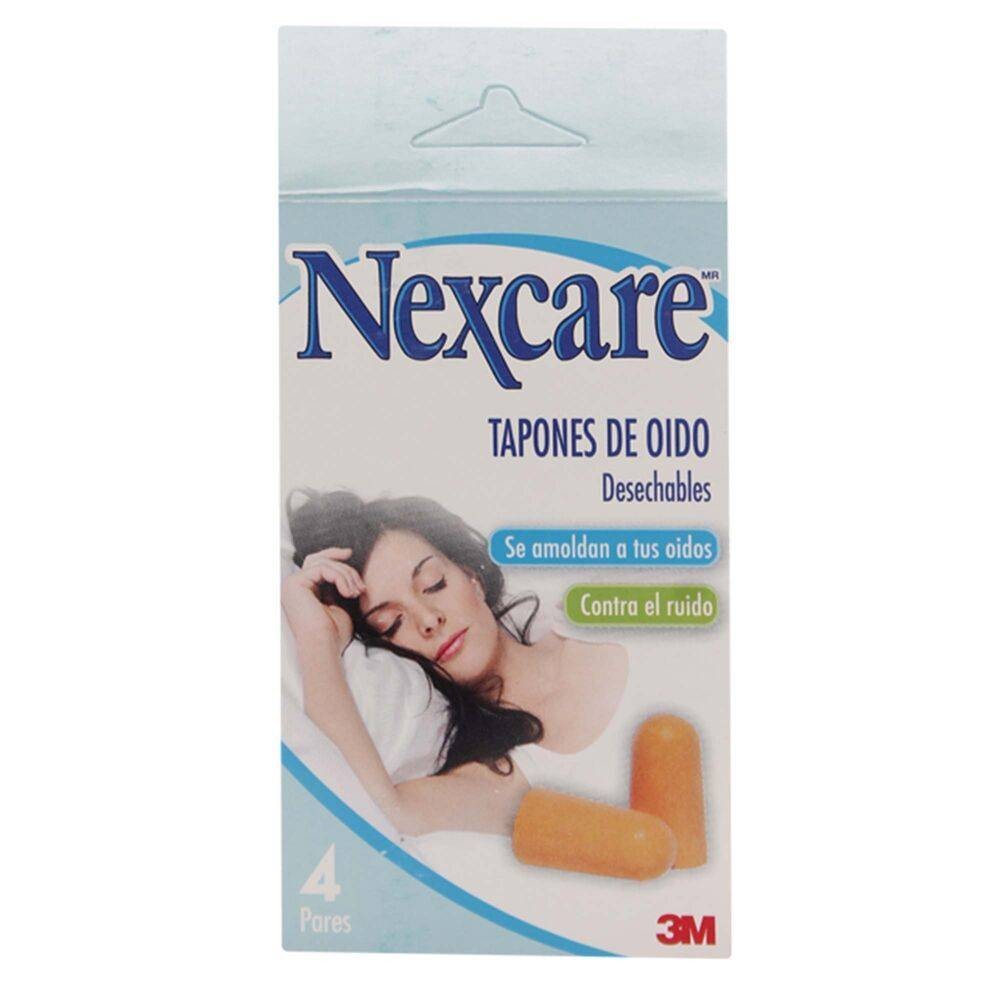 Nexcare MR
TAPONES DE OIDO
Desechables
Se amoldan a tus oidos
Contra el ruido
4
Pares
3M